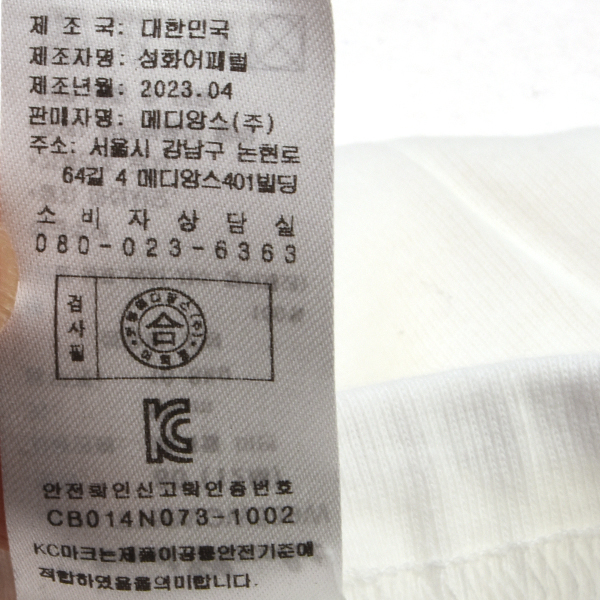 제 조 국: 대한민국
제조자명: 성화어패럴
제조년월: 2023.04
판매자명: 메디앙스(주)
주소: 서울시 강남구 논현로
64길 4 메디앙스401빌딩
소 비 자 상 담 실
080-023-6363
검사필
메디앙스(주)
合
KC
안전확인신고확인증번호
CB014N073-1002
KC마크는제품이공통안전기준에
적합하였음을의미합니다.